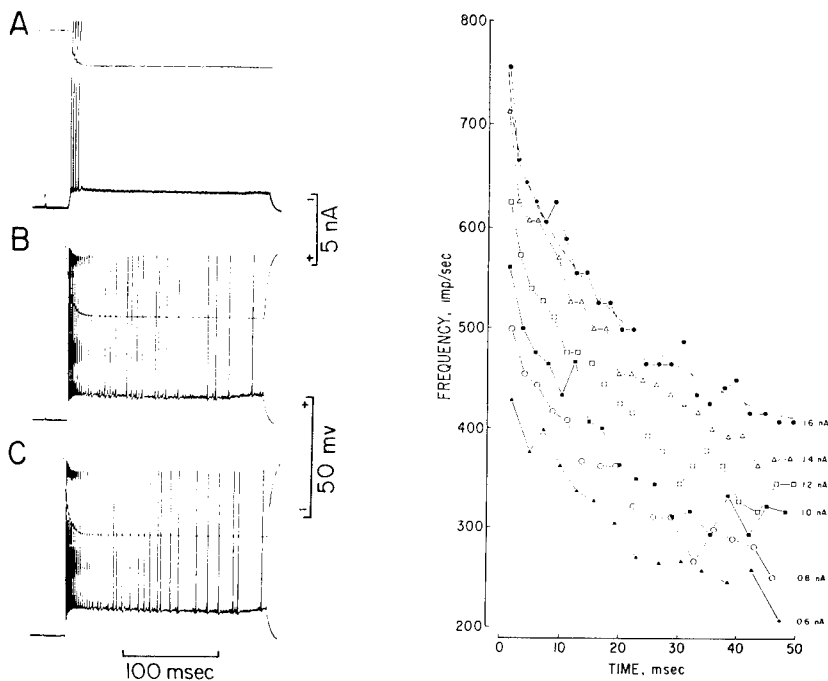 A
5 nA
+
B
+
50 mv
C
100 msec
800
700
600
500
400
300
200
FREQUENCY, imp/sec
1.6 nA
1.4 nA
1.2 nA
1.0 nA
0.8 nA
0.6 nA
0 10 20 30 40 50
TIME, msec